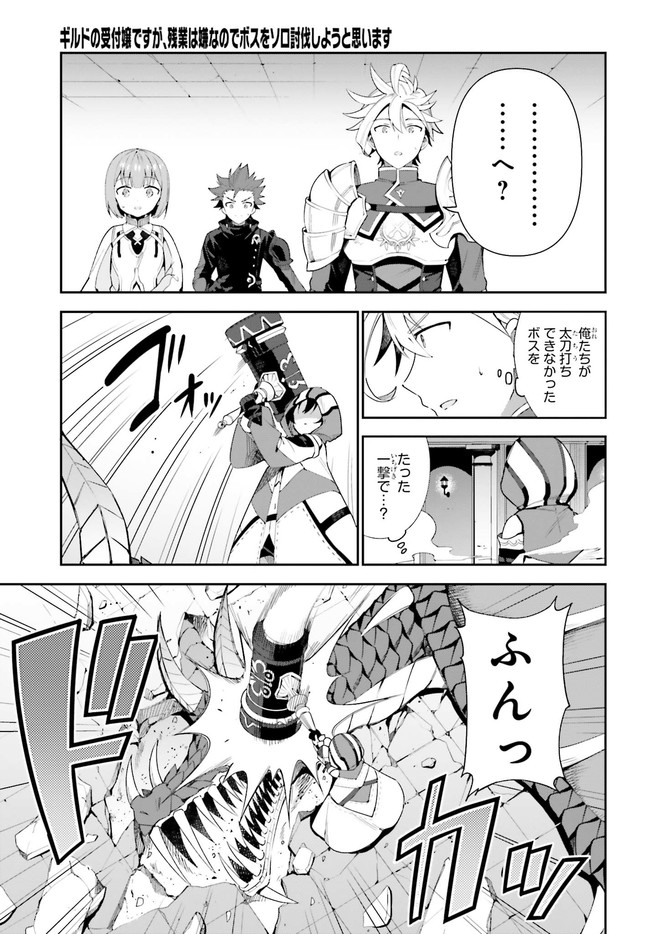 ギルドの受付嬢ですが、残業は嫌なのでボスをソロ討伐しようと思います
…………………
…………へ?
俺たちが
太刀打ち
できなかった
ボスを
ゴッ
たった
一撃で…?
ふんっ
ドカッ